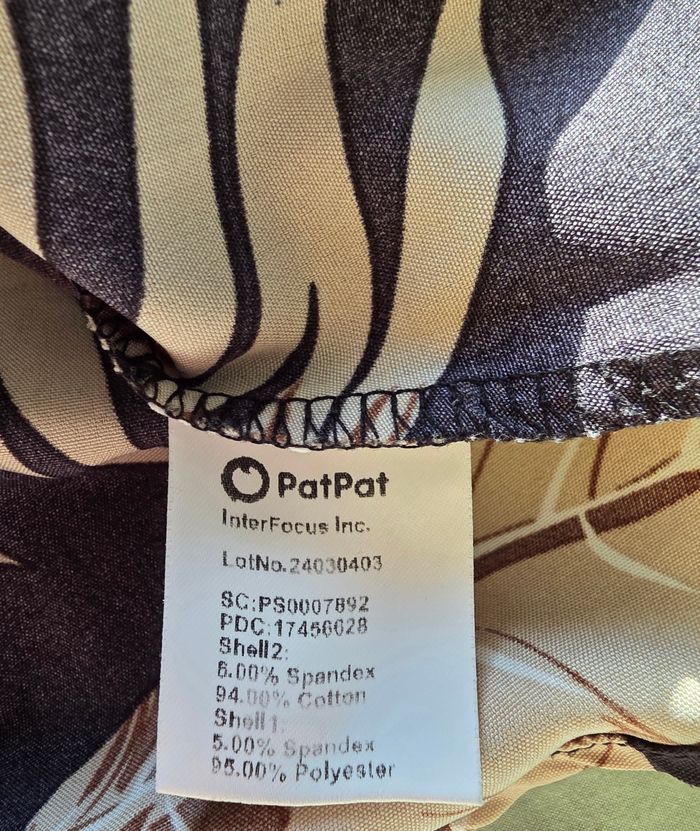 PatPat
InterFocus Inc.
LotNo.24030403
SC:PS0007892
PDC:17456028
Shell2:
6.00% Spandex
94.00% Cotton
Shell1:
5.00% Spandex
95.00% Polyester